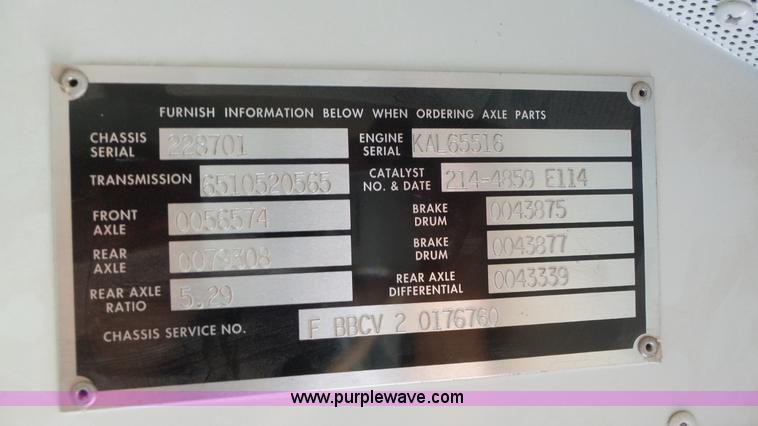 FURNISH INFORMATION BELOW WHEN ORDERING AXLE PARTS
CHASSIS SERIAL 228701
ENGINE SERIAL KAL65516
TRANSMISSION 6510520565
CATALYST NO. & DATE 214-4859 E114
FRONT AXLE 0056574
BRAKE DRUM 0043875
REAR AXLE 0079308
BRAKE DRUM 0043877
REAR AXLE RATIO 5.29
REAR AXLE DIFFERENTIAL 0043339
CHASSIS SERVICE NO. F BBCV 2 0176760
www.purplewave.com